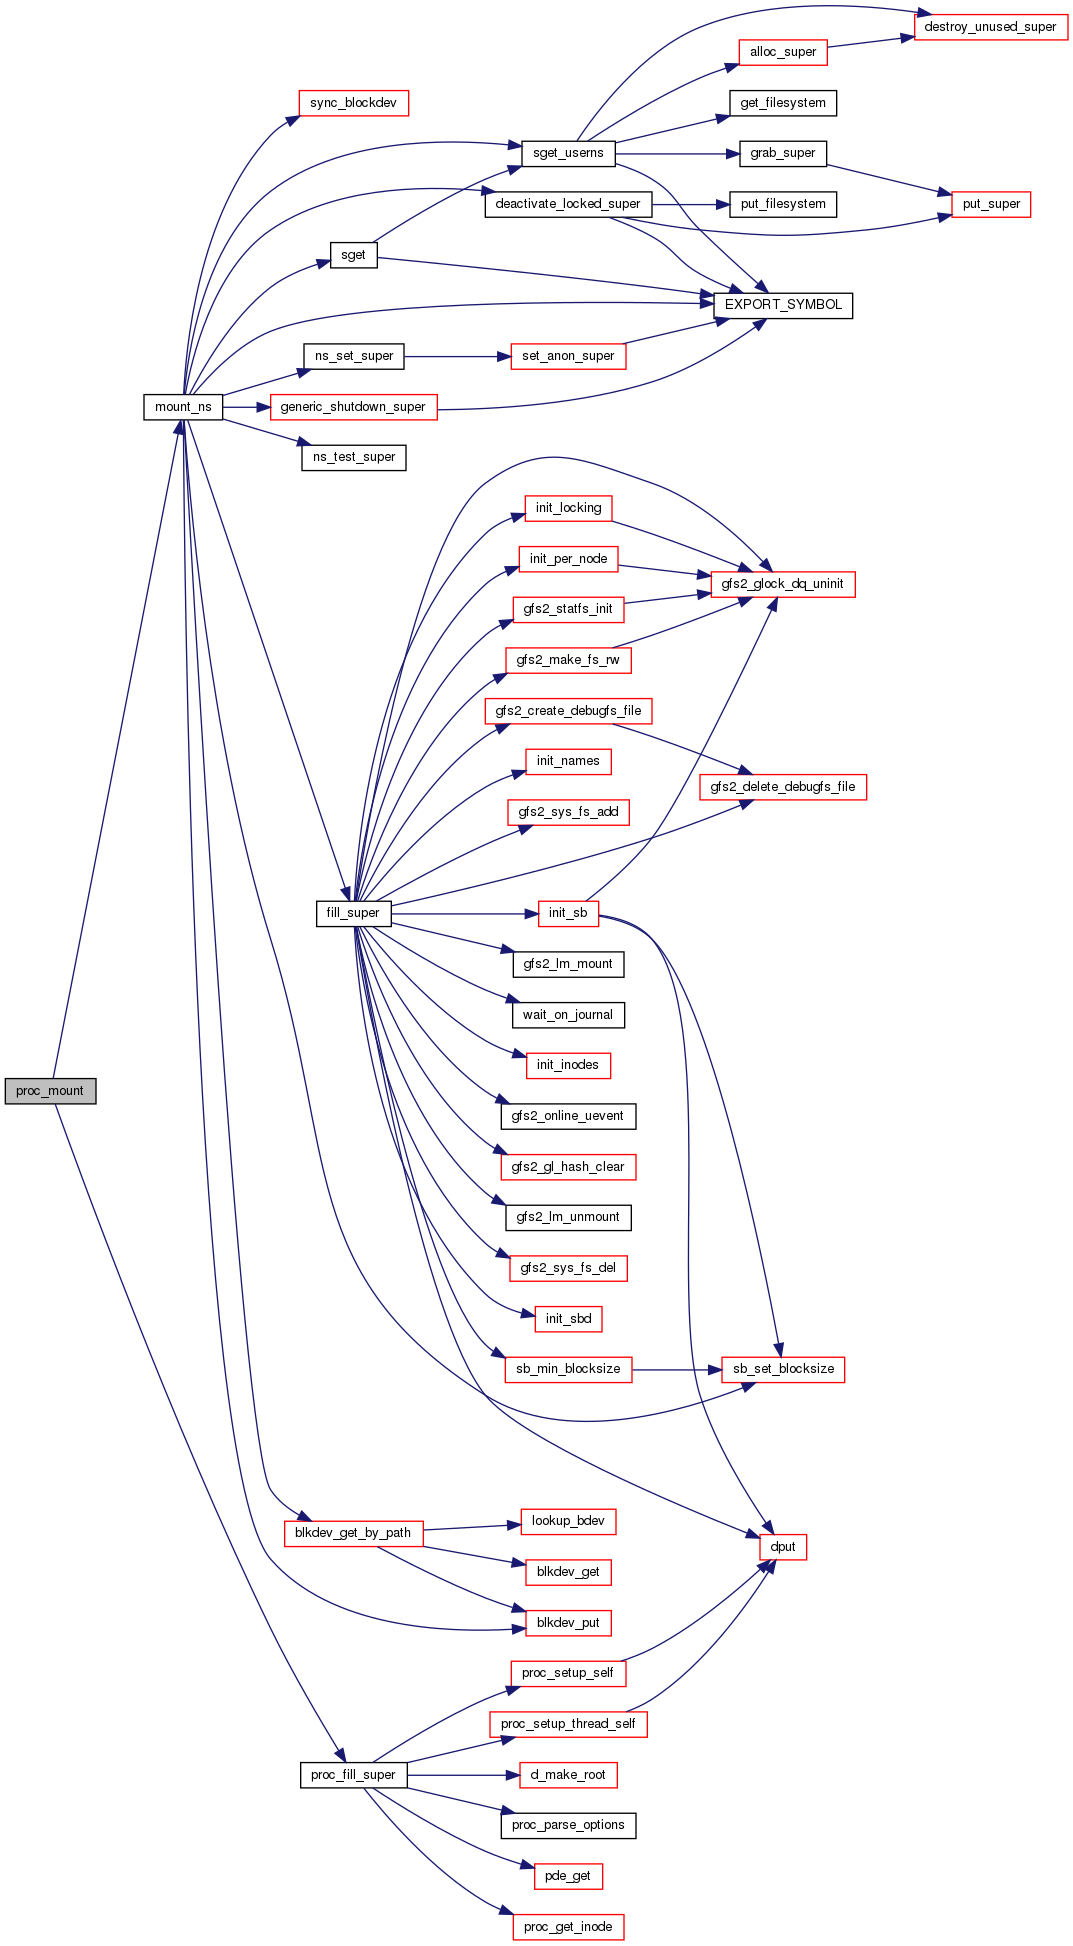 destroy_unused_super
alloc_super
sync_blockdev
get_filesystem
sget_userns
grab_super
deactivate_locked_super
put_filesystem
put_super
sget
EXPORT_SYMBOL
ns_set_super
set_anon_super
mount_ns
generic_shutdown_super
ns_test_super
init_locking
init_per_node
gfs2_glock_dq_uninit
gfs2_statfs_init
gfs2_make_fs_rw
gfs2_create_debugfs_file
init_names
gfs2_delete_debugfs_file
gfs2_sys_fs_add
fill_super
init_sb
gfs2_lm_mount
wait_on_journal
init_inodes
proc_mount
gfs2_online_uevent
gfs2_gl_hash_clear
gfs2_lm_unmount
gfs2_sys_fs_del
init_sbd
sb_min_blocksize
sb_set_blocksize
lookup_bdev
blkdev_get_by_path
dput
blkdev_get
blkdev_put
proc_setup_self
proc_setup_thread_self
proc_fill_super
d_make_root
proc_parse_options
pde_get
proc_get_inode